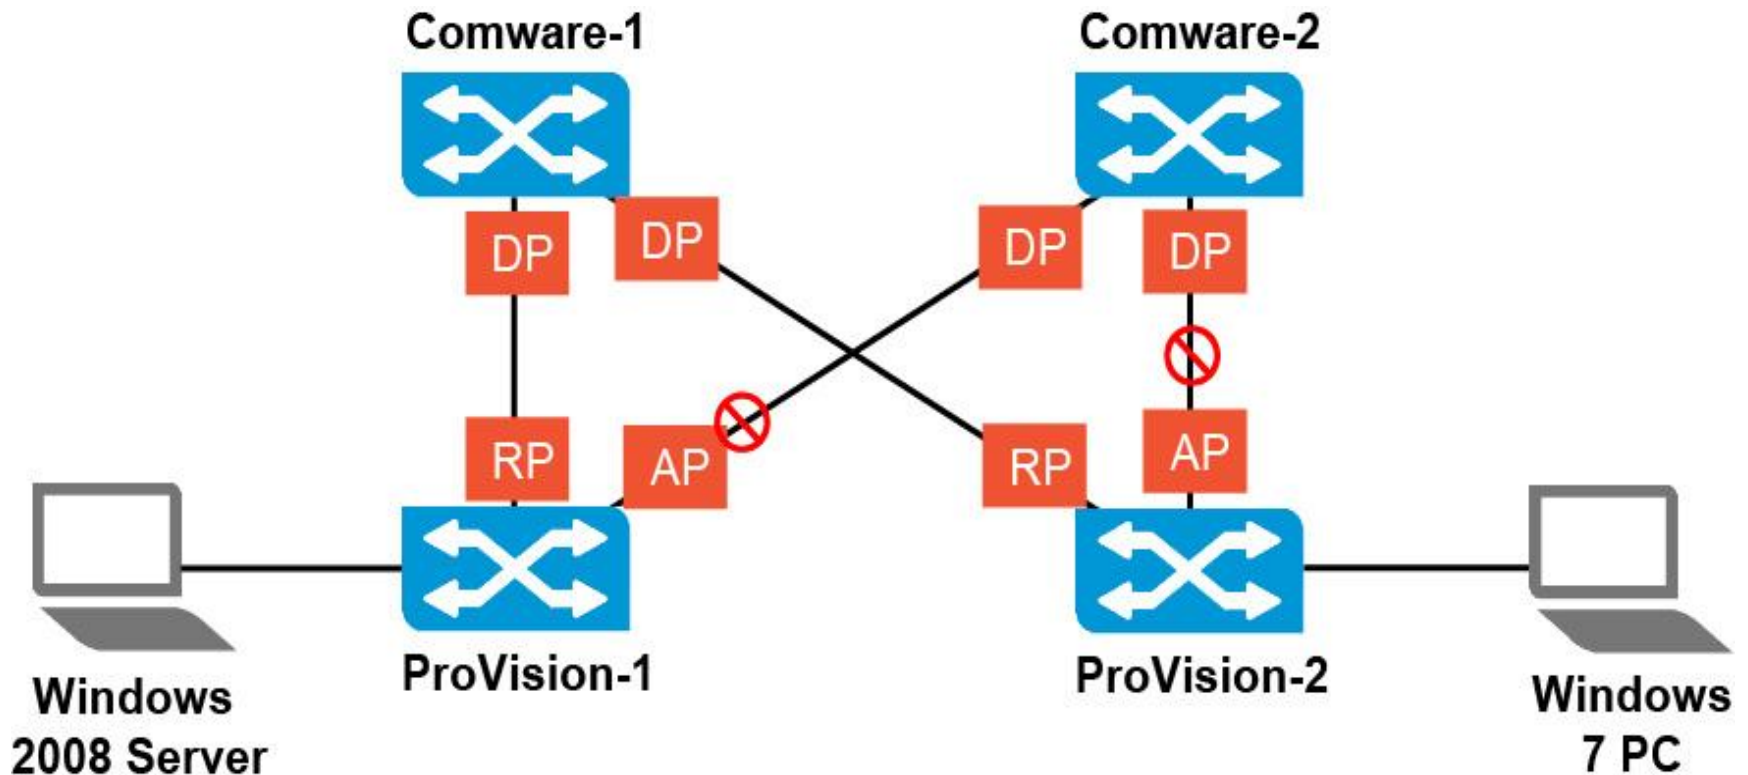 Comware-1
Comware-2
DP
DP
DP
DP
RP
AP
RP
AP
ProVision-1
ProVision-2
Windows
2008 Server
Windows
7 PC